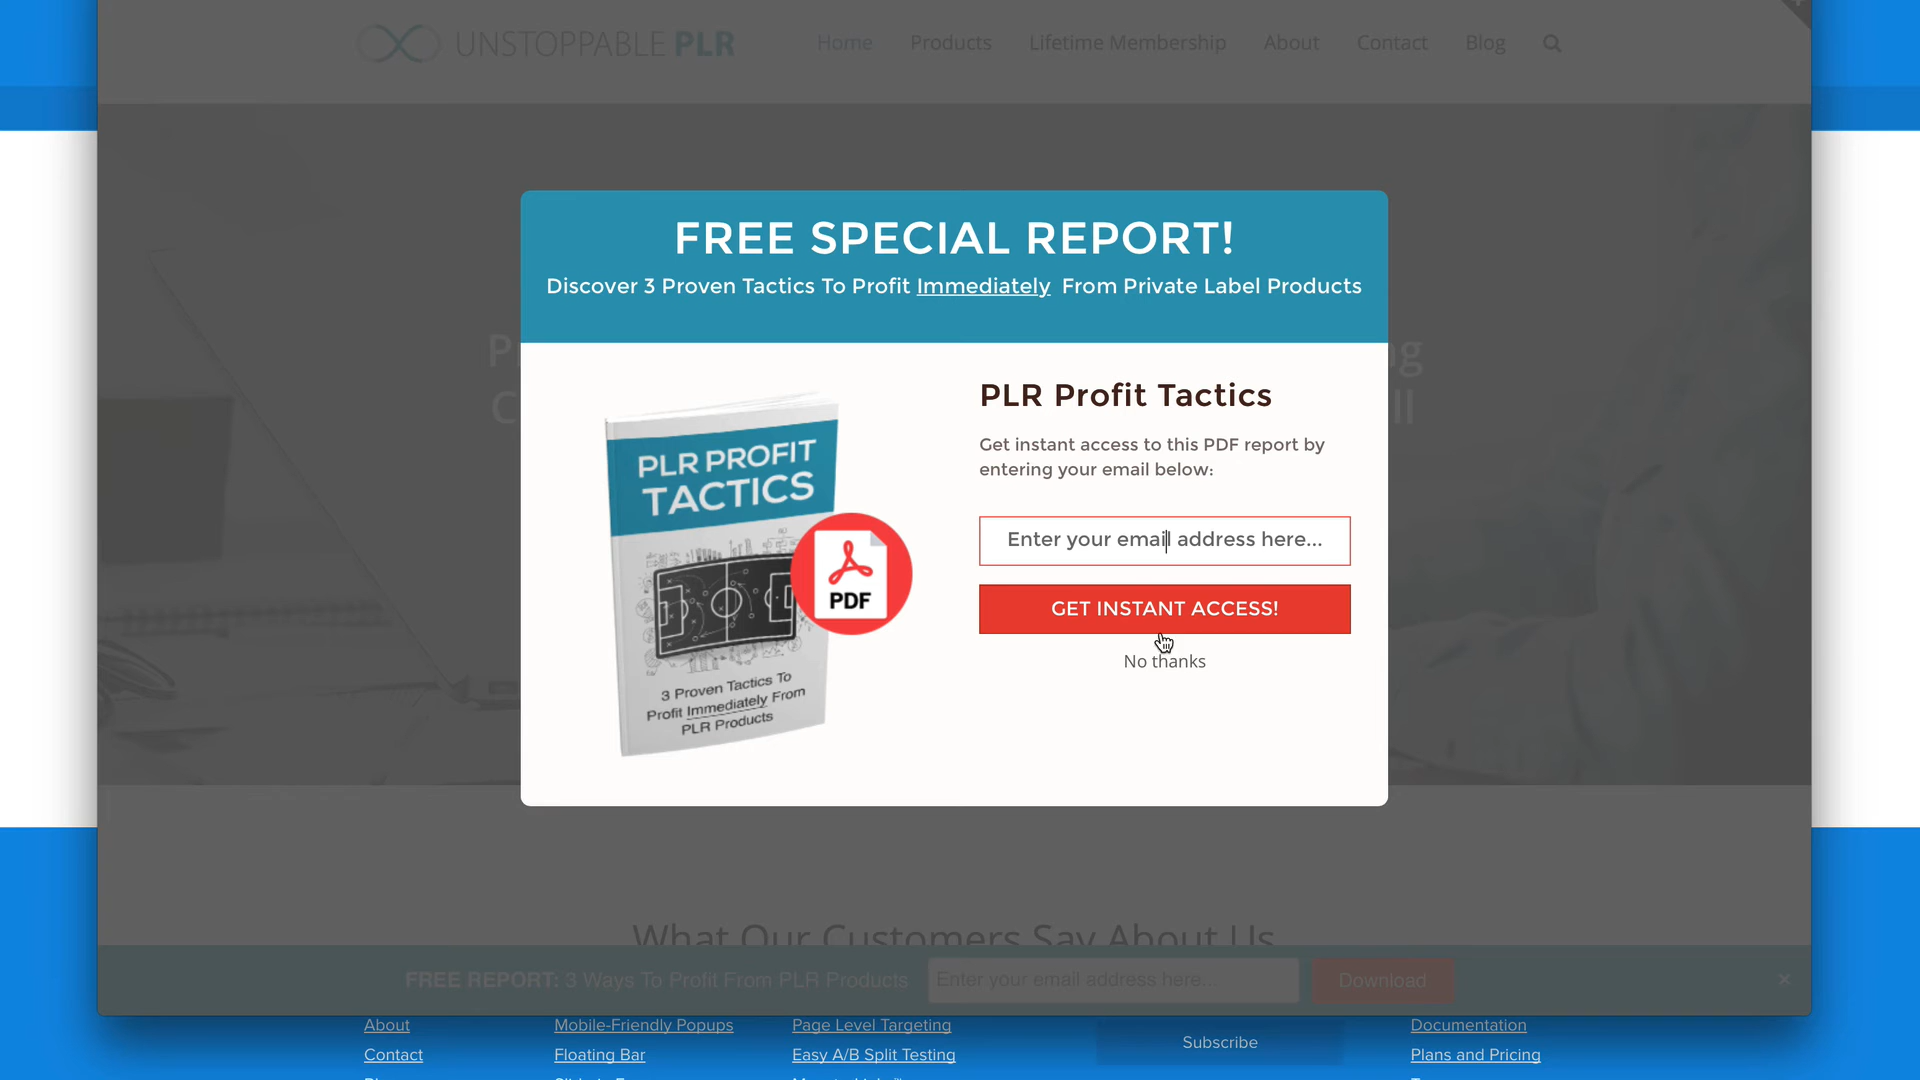 UNSTOPPABLE PLR
Home Products Lifetime Membership About Contact Blog
FREE SPECIAL REPORT!
Discover 3 Proven Tactics To Profit Immediately From Private Label Products
PLR Profit Tactics
Get instant access to this PDF report by
entering your email below:
Enter your email address here...
GET INSTANT ACCESS!
No thanks
PLR PROFIT
TACTICS
PDF
3 Proven Tactics To
Profit Immediately From
PLR Products
What Our Customers Say About Us
FREE REPORT: 3 Ways To Profit From PLR Products Enter your email address here... Download
About Mobile-Friendly Popups Page Level Targeting Subscribe Documentation
Contact Floating Bar Easy A/B Split Testing Plans and Pricing